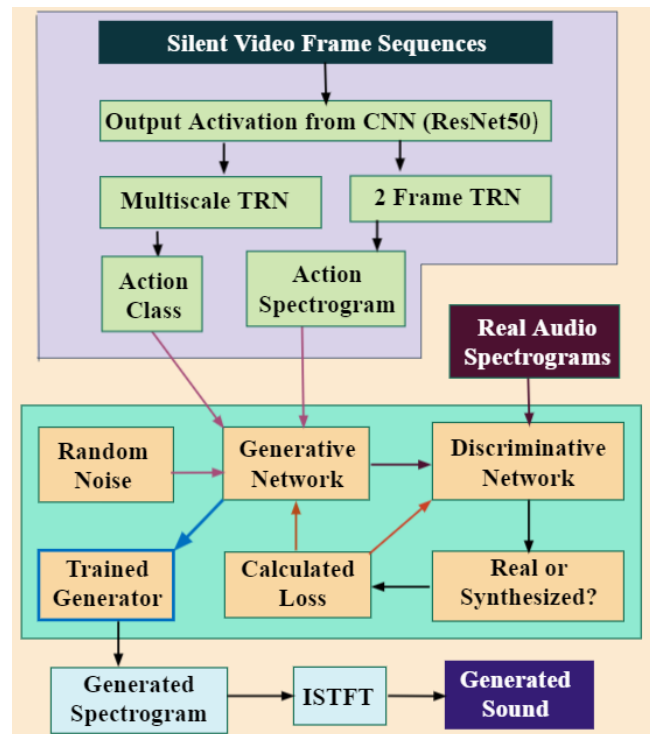 Silent Video Frame Sequences
Output Activation from CNN (ResNet50)
Multiscale TRN
2 Frame TRN
Action
Class
Action
Spectrogram
Real Audio
Spectrograms
Random
Noise
Generative
Network
Discriminative
Network
Trained
Generator
Calculated
Loss
Real or
Synthesized?
Generated
Spectrogram
ISTFT
Generated
Sound